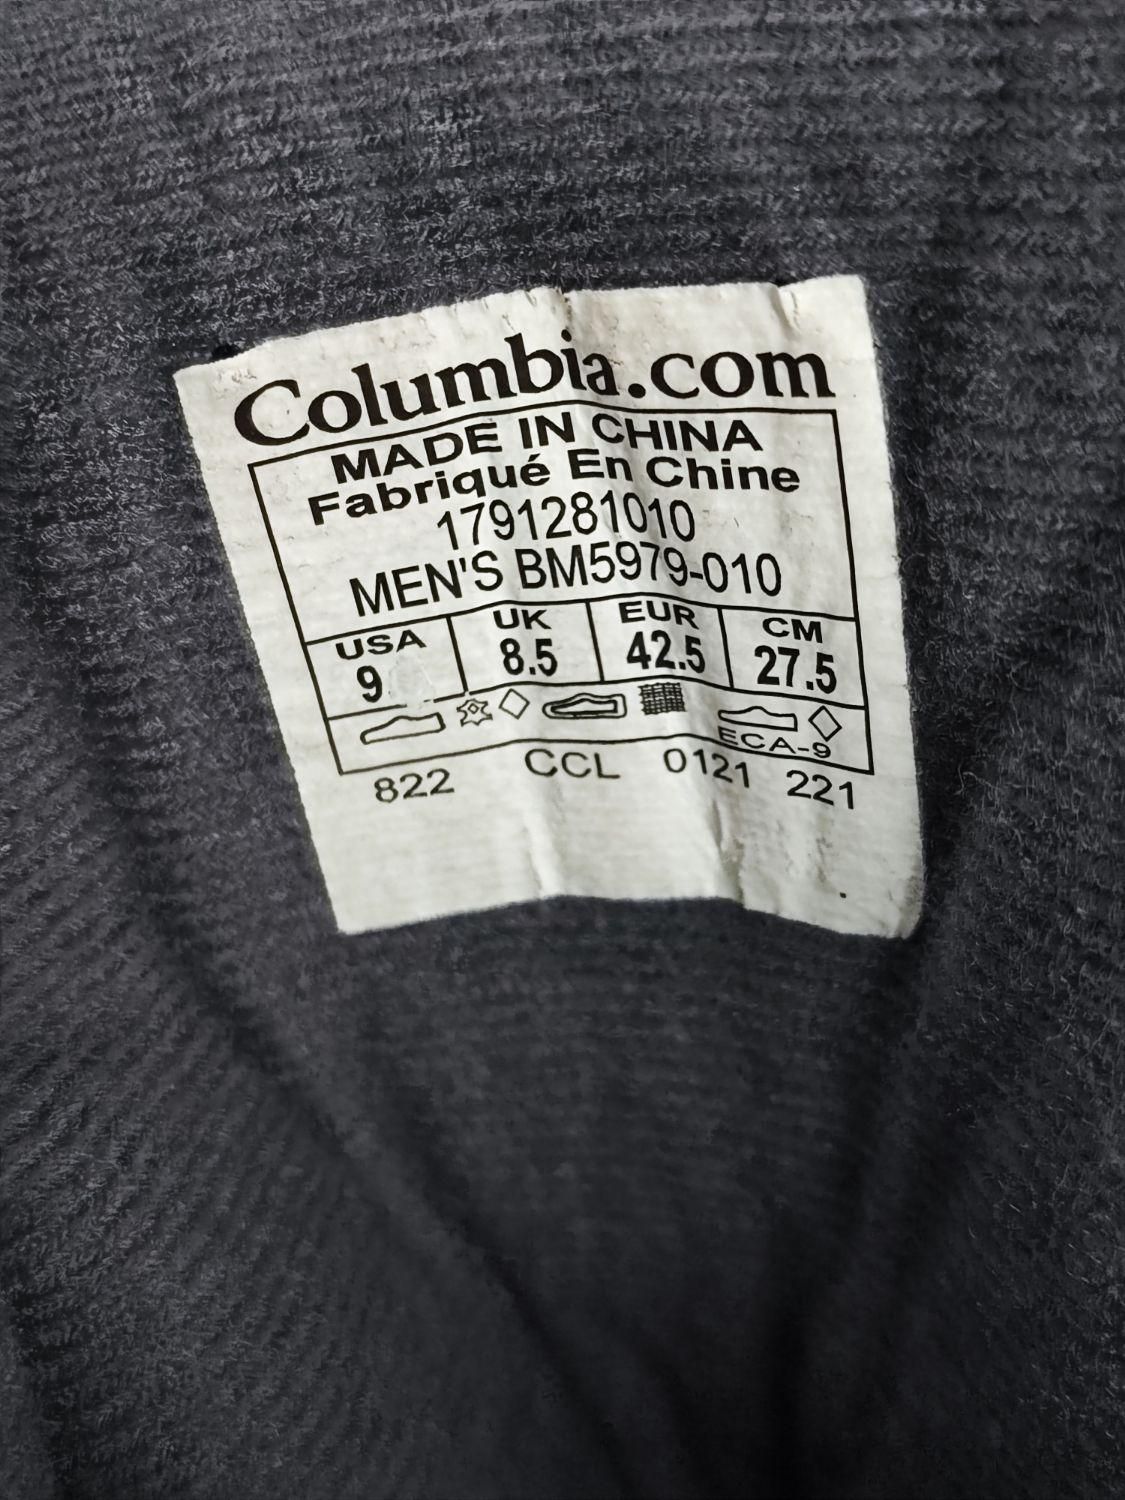 Columbia.com
MADE IN CHINA
Fabriqué En Chine
1791281010
MEN'S BM5979-010
USA UK EUR CM
9 8.5 42.5 27.5
ECA-9
822 CCL 0121 221